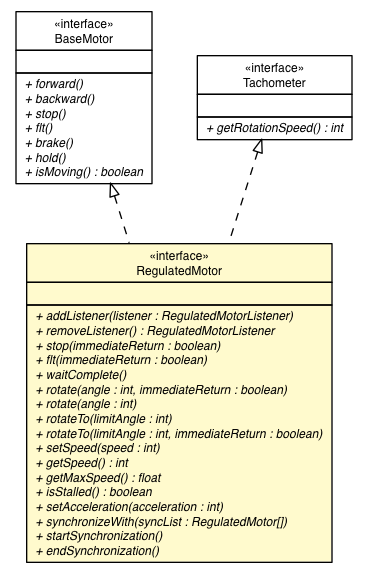 «interface»
BaseMotor
+ forward()
+ backward()
+ stop()
+ flt()
+ brake()
+ hold()
+ isMoving() : boolean
«interface»
Tachometer
+ getRotationSpeed() : int
«interface»
RegulatedMotor
+ addListener(listener : RegulatedMotorListener)
+ removeListener() : RegulatedMotorListener
+ stop(immediateReturn : boolean)
+ flt(immediateReturn : boolean)
+ waitComplete()
+ rotate(angle : int, immediateReturn : boolean)
+ rotate(angle : int)
+ rotateTo(limitAngle : int)
+ rotateTo(limitAngle : int, immediateReturn : boolean)
+ setSpeed(speed : int)
+ getSpeed() : int
+ getMaxSpeed() : float
+ isStalled() : boolean
+ setAcceleration(acceleration : int)
+ synchronizeWith(syncList : RegulatedMotor[])
+ startSynchronization()
+ endSynchronization()